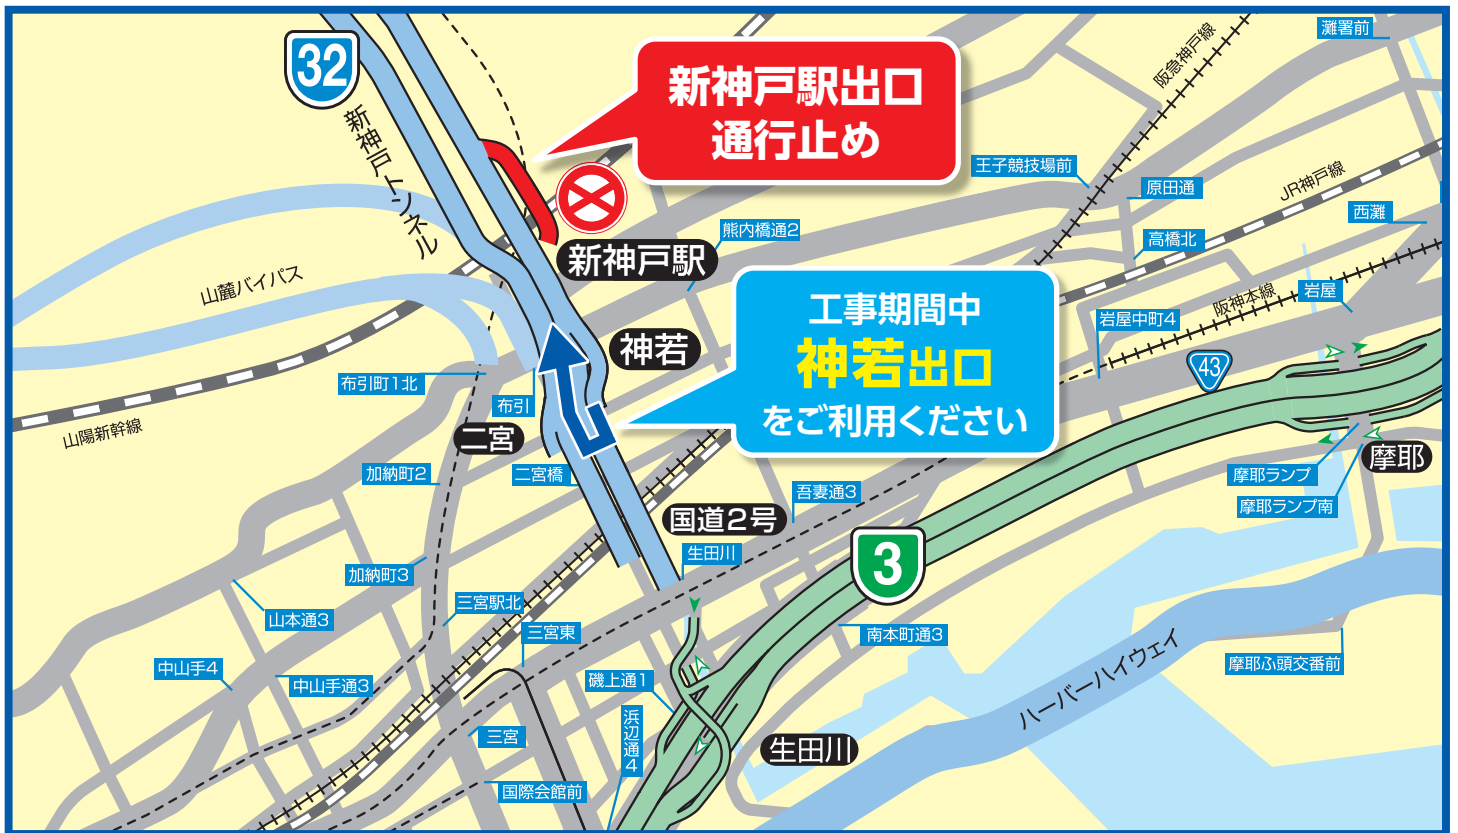 灘署前
阪急神戸線
32
新神戸トンネル
新神戸駅出口
通行止め
王子競技場前
原田通
JR神戸線
西灘
熊内橋通2
高橋北
新神戸駅
山麓バイパス
工事期間中
神若出口
をご利用ください
阪神本線
岩屋
岩屋中町4
神若
43
布引町1北
布引
山陽新幹線
二宮
摩耶
加納町2
二宮橋
摩耶ランプ
吾妻通3
摩耶ランプ南
国道2号
生田川
3
加納町3
三宮駅北
山本通3
三宮東
南本町通3
摩耶ふ頭交番前
中山手4
中山手通3
磯上通1
ハーバーハイウェイ
浜辺通4
三宮
生田川
国際会館前